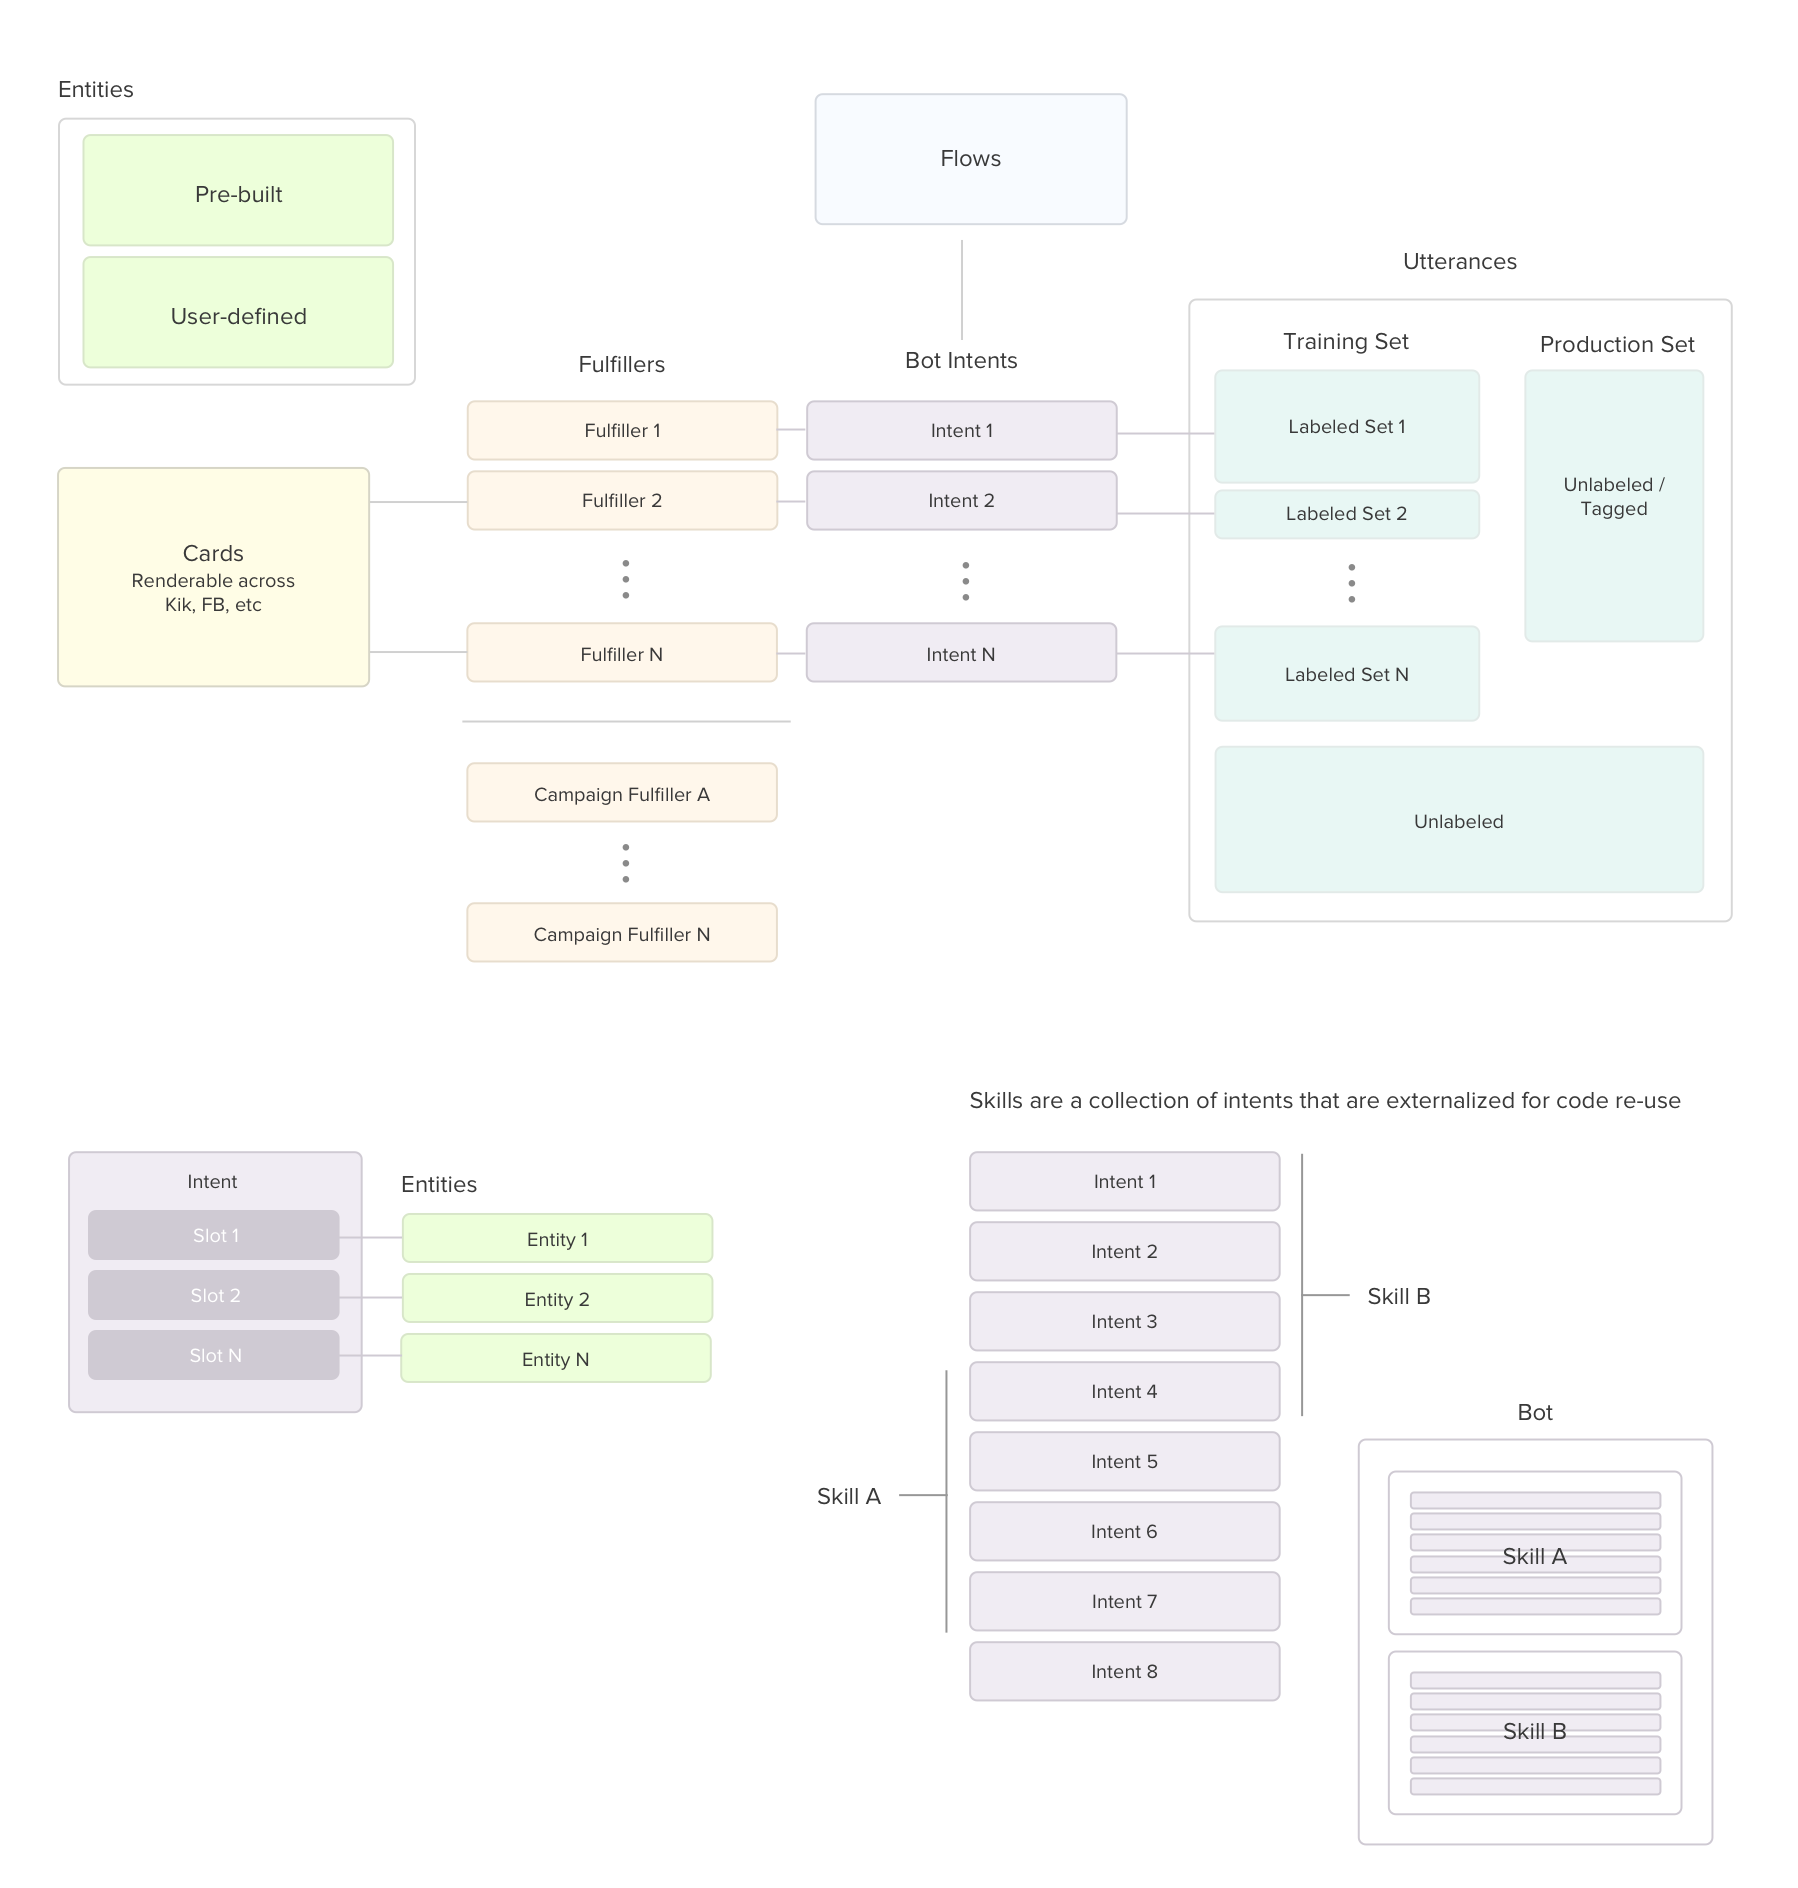 Entities
Pre-built
User-defined
Flows
Cards
Renderable across
Kik, FB, etc
Fulfillers
Fulfiller 1
Fulfiller 2
Fulfiller N
Campaign Fulfiller A
Campaign Fulfiller N
Bot Intents
Intent 1
Intent 2
Intent N
Utterances
Training Set
Labeled Set 1
Labeled Set 2
Labeled Set N
Production Set
Unlabeled /
Tagged
Unlabeled
Intent
Slot 1
Slot 2
Slot N
Entities
Entity 1
Entity 2
Entity N
Skills are a collection of intents that are externalized for code re-use
Intent 1
Intent 2
Intent 3
Intent 4
Intent 5
Intent 6
Intent 7
Intent 8
Skill B
Skill A
Bot
Skill A
Skill B